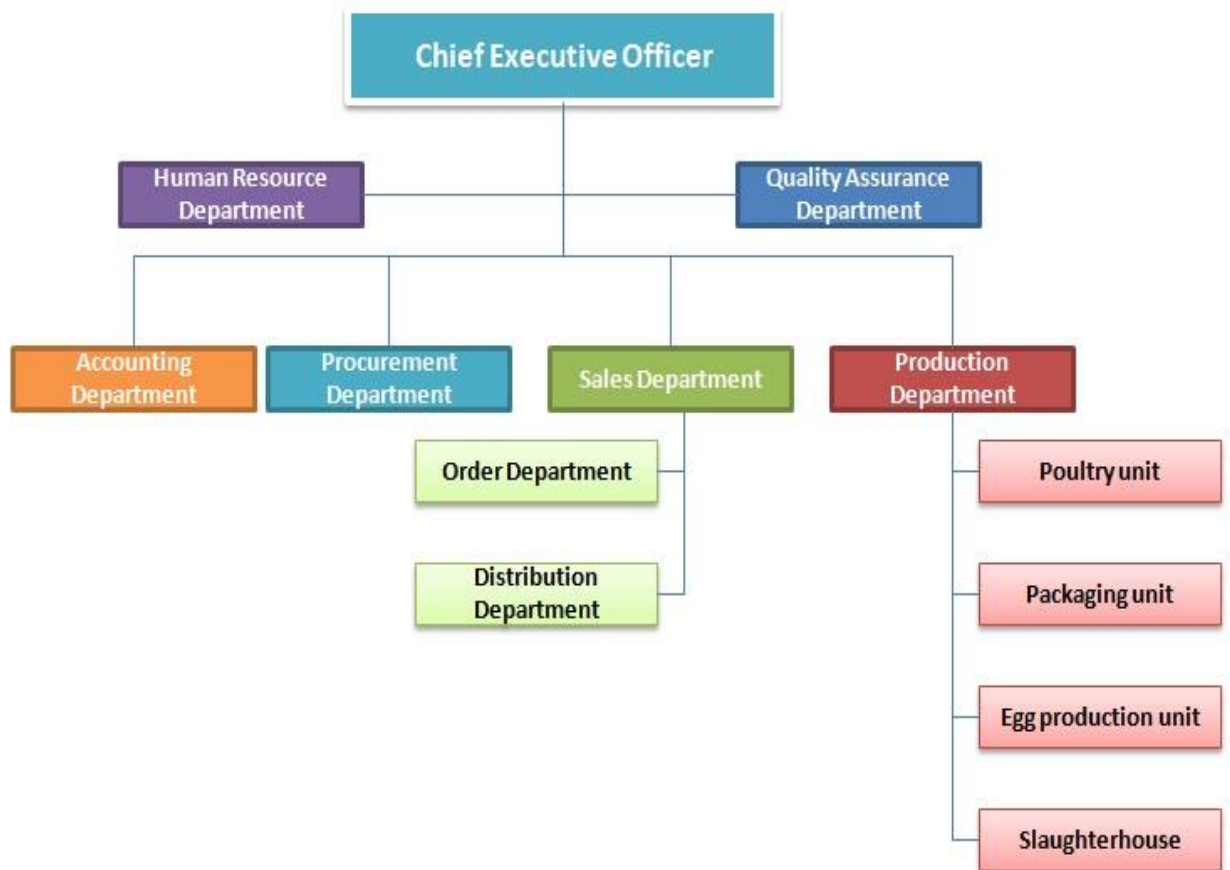 Chief Executive Officer
Human Resource
Department
Quality Assurance
Department
Accounting
Department
Procurement
Department
Sales Department
Production
Department
Order Department
Distribution
Department
Poultry unit
Packaging unit
Egg production unit
Slaughterhouse